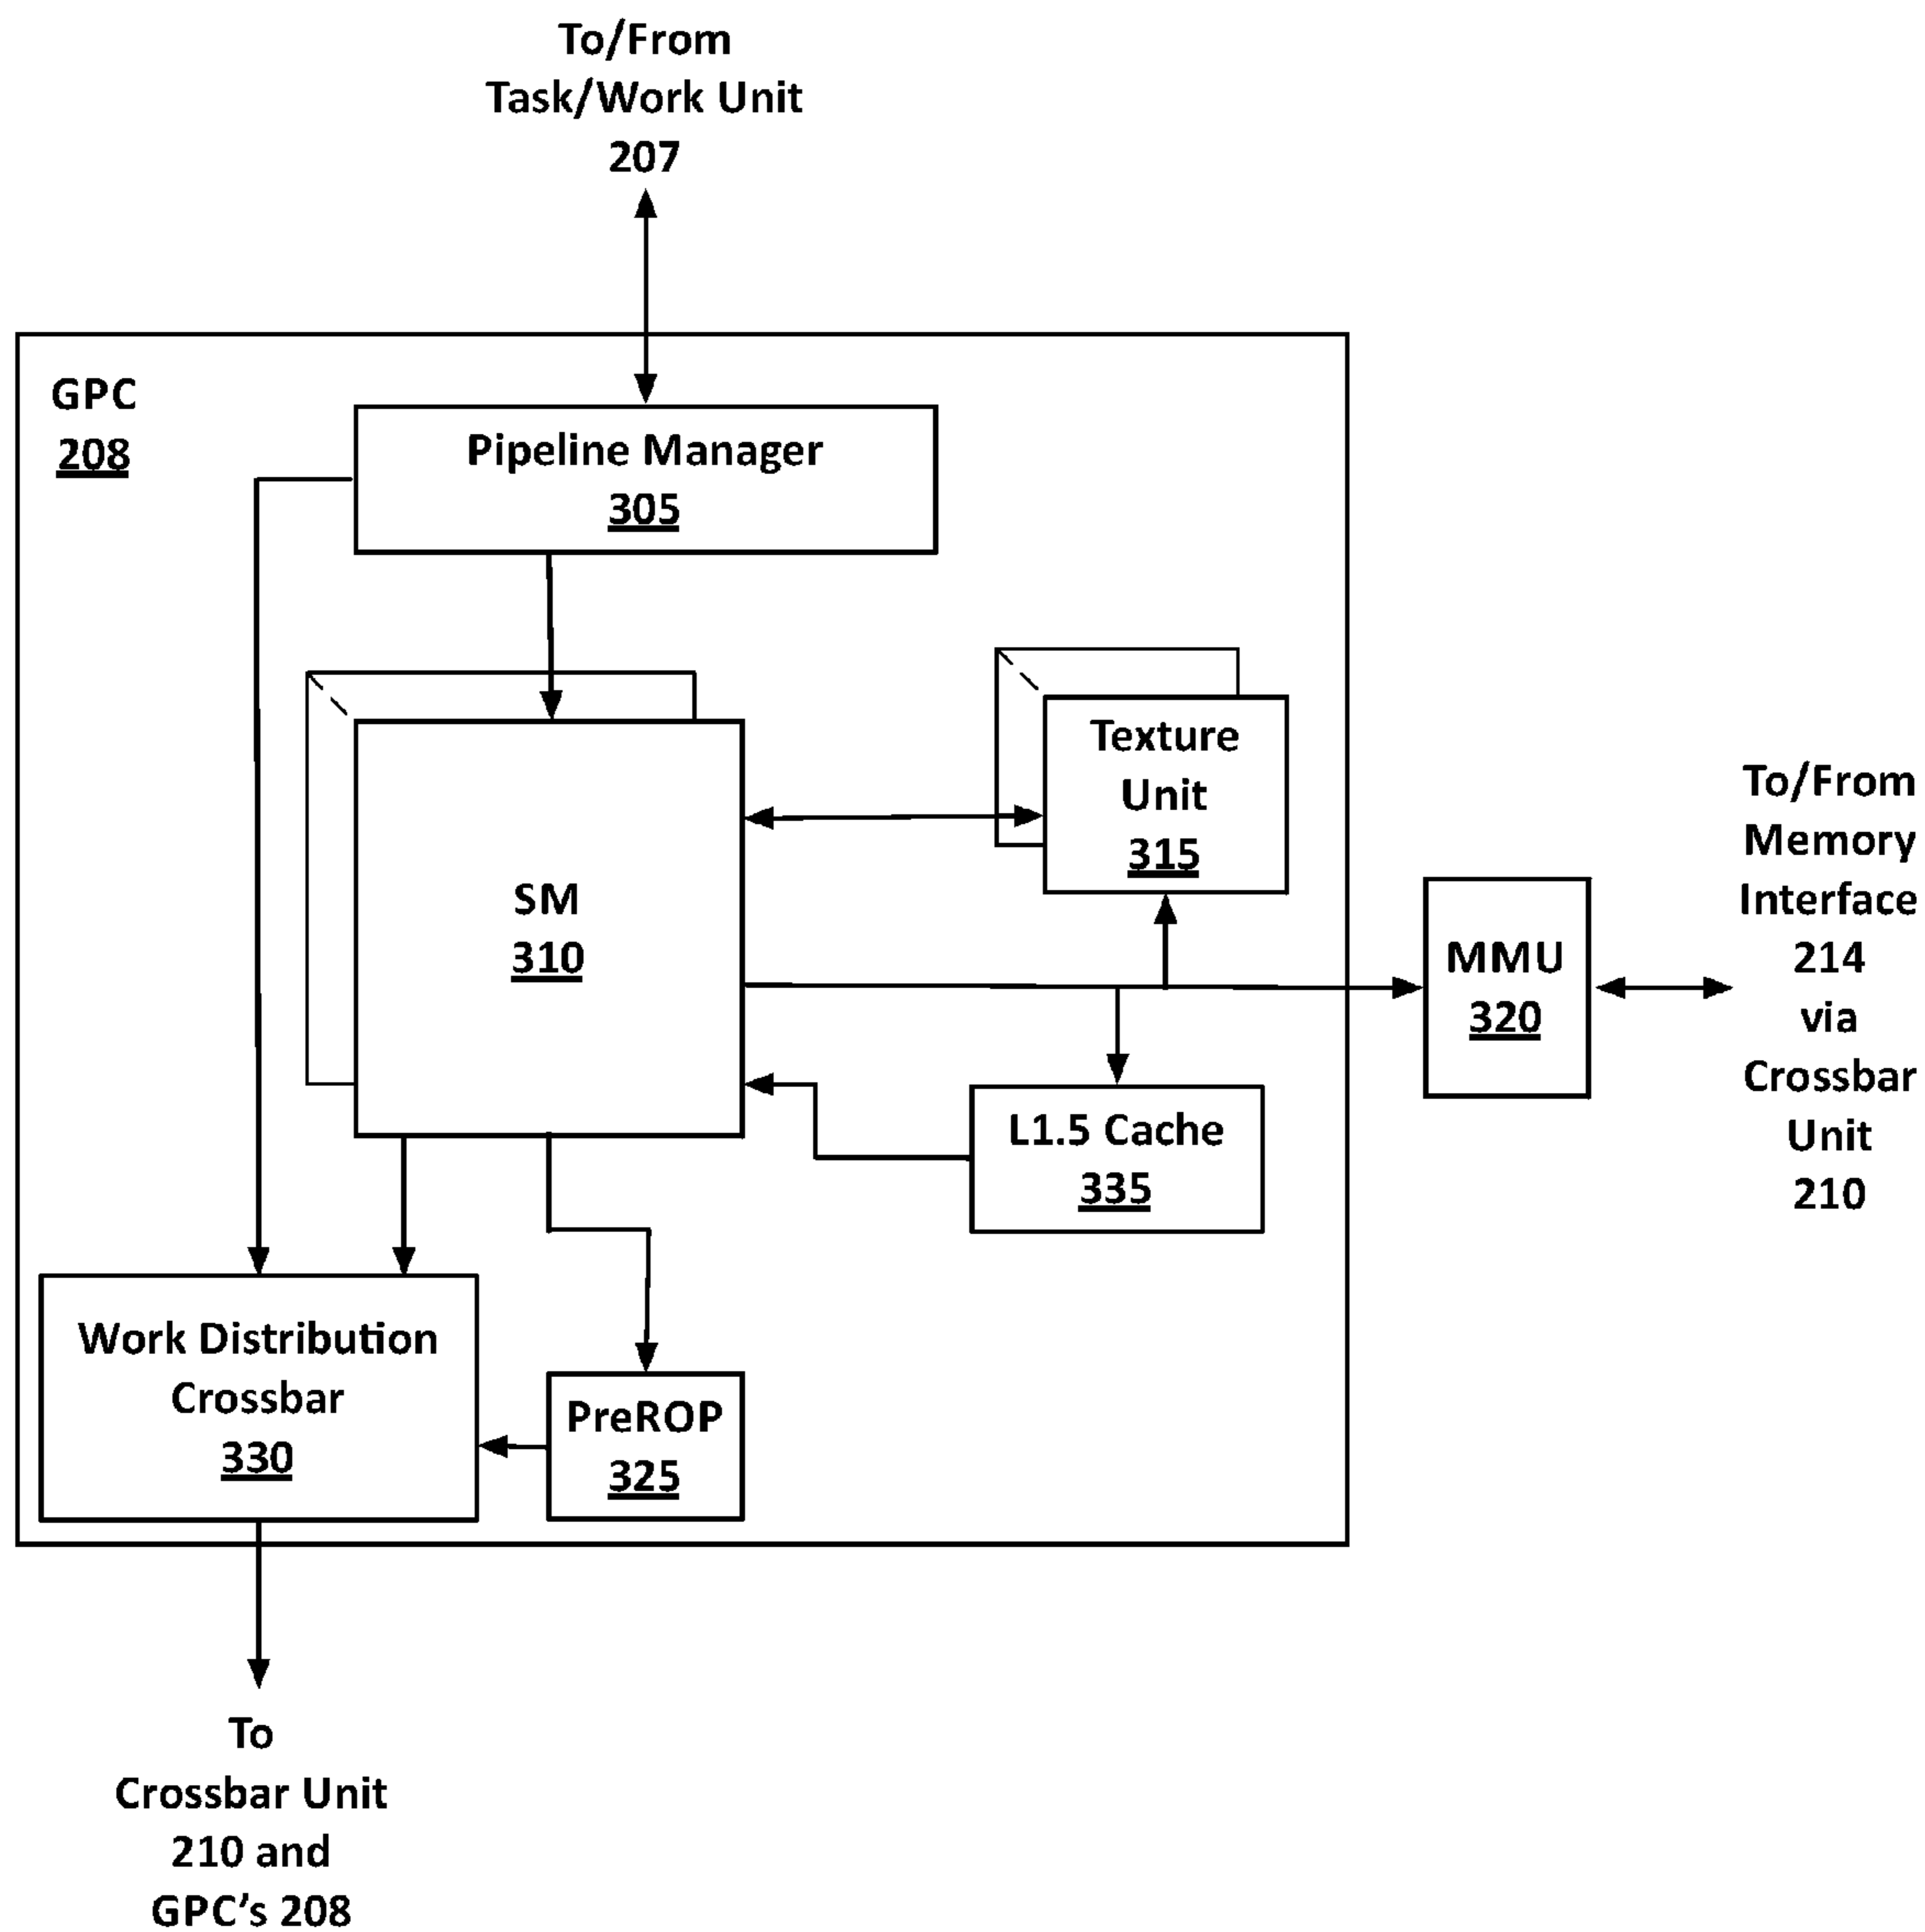 To/From
Task/Work Unit
207
GPC
208
Pipeline Manager
305
Texture
Unit
315
SM
310
To/From
Memory
Interface
214
via
Crossbar
Unit
210
MMU
320
L1.5 Cache
335
Work Distribution
Crossbar
330
PreROP
325
To
Crossbar Unit
210 and
GPC’s 208